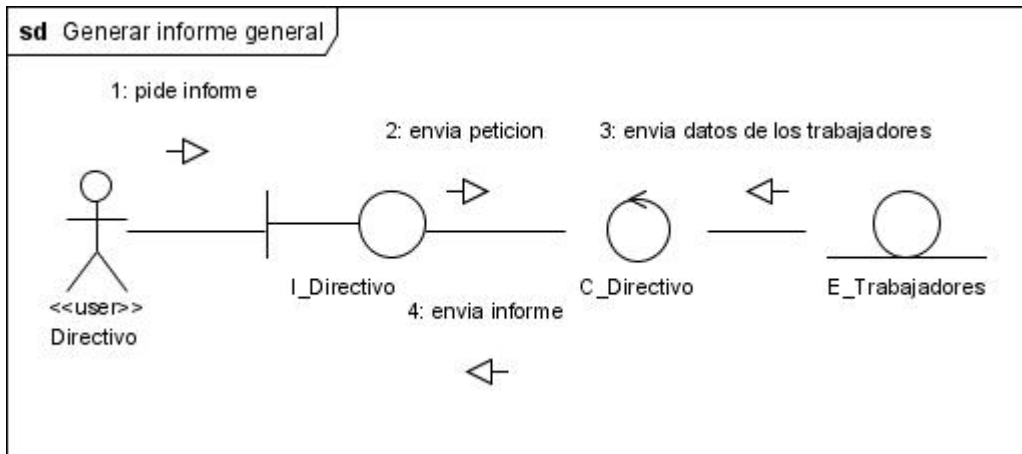 sd Generar informe general
1: pide informe
2: envia peticion
3: envia datos de los trabajadores
I_Directivo
C_Directivo
E_Trabajadores
<<user>>
Directivo
4: envia informe